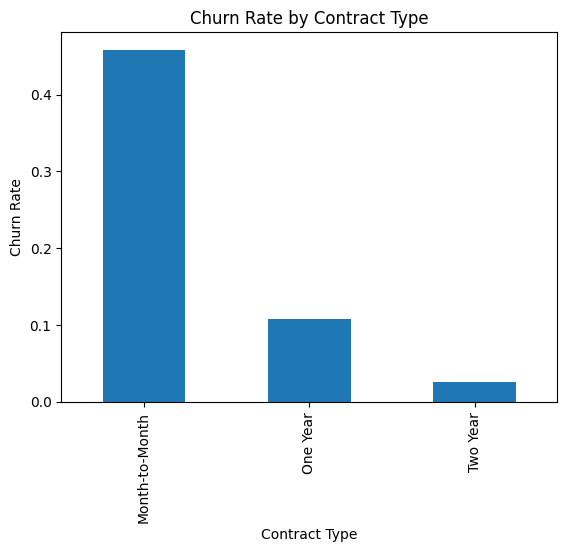 Churn Rate by Contract Type
Churn Rate
0.4
0.3
0.2
0.1
0.0
Month-to-Month
One Year
Two Year
Contract Type